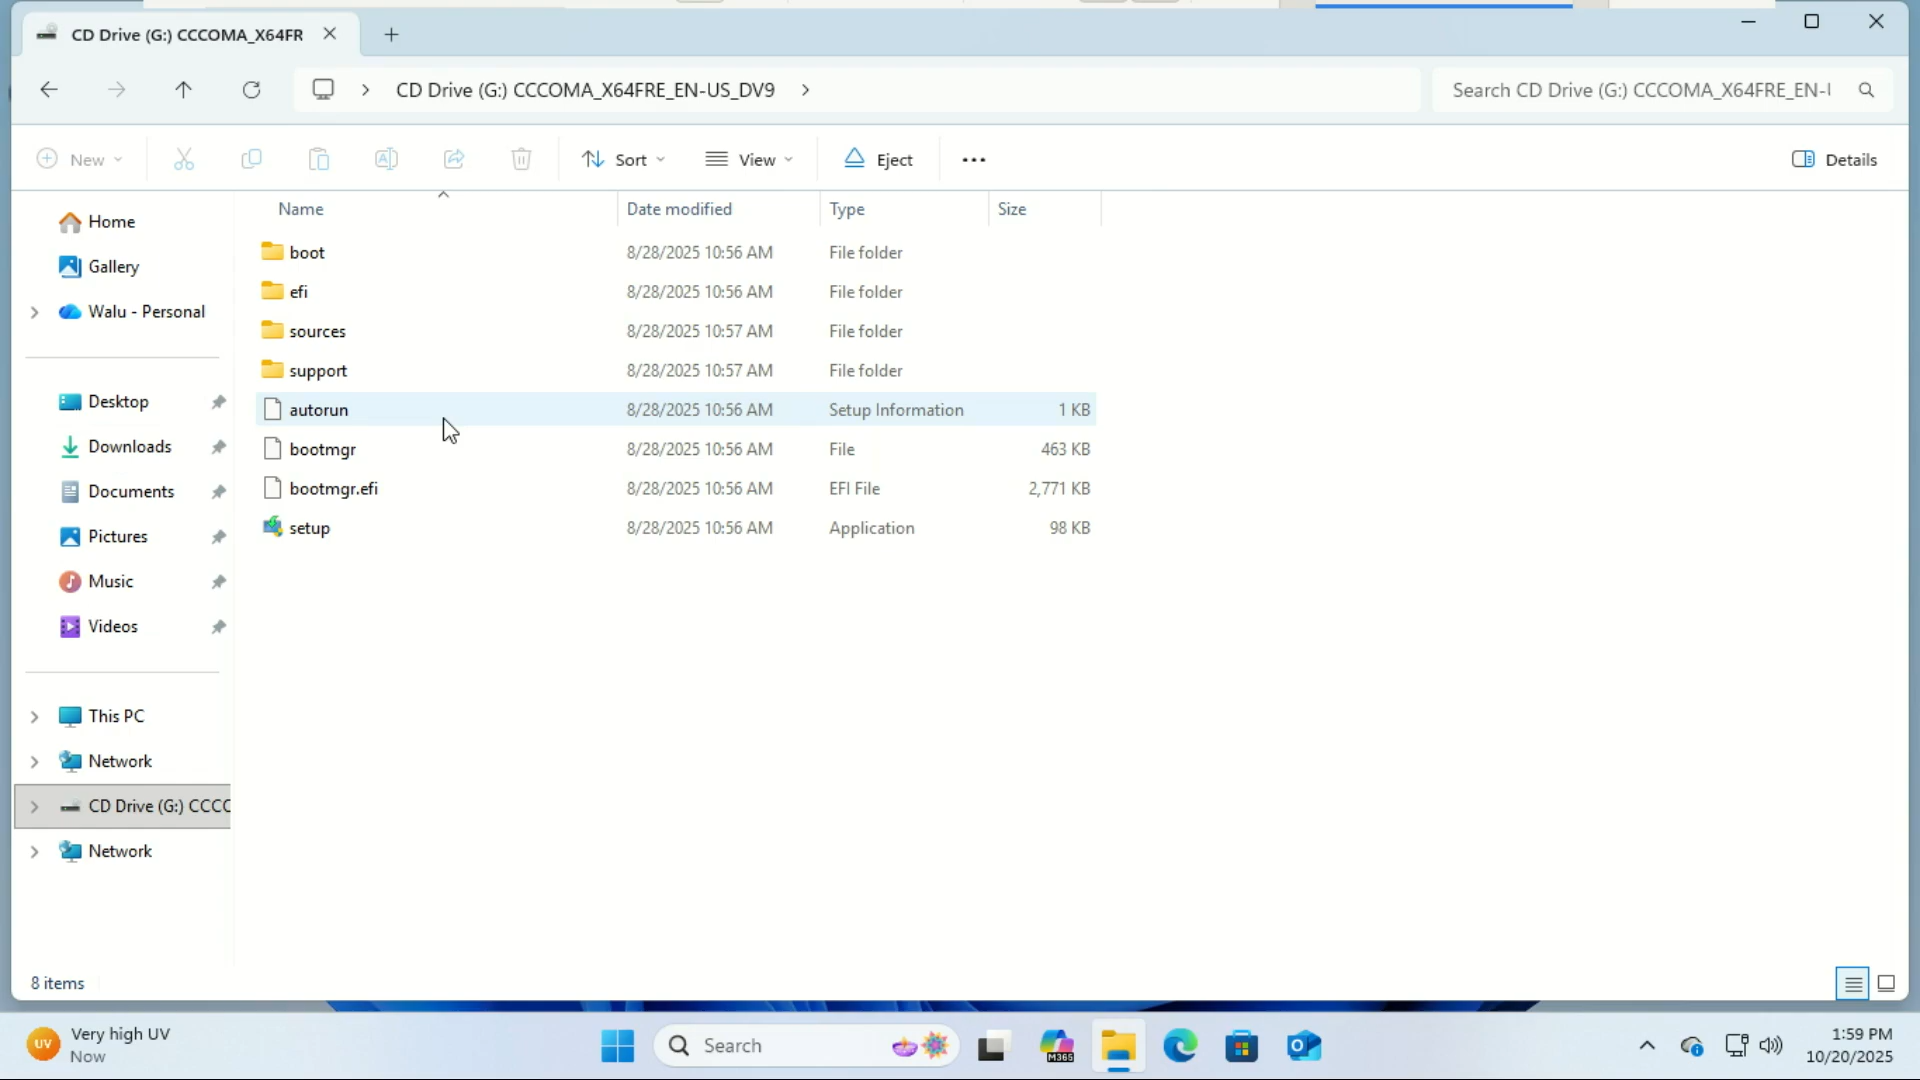 CD Drive (G:) CCCOMA_X64FR
CD Drive (G:) CCCOMA_X64FRE_EN-US_DV9
Search CD Drive (G:) CCCOMA_X64FRE_EN-
New
Sort
View
Eject
Details
Name Date modified Type Size
boot 8/28/2025 10:56 AM File folder
efi 8/28/2025 10:56 AM File folder
sources 8/28/2025 10:57 AM File folder
support 8/28/2025 10:57 AM File folder
autorun 8/28/2025 10:56 AM Setup Information 1 KB
bootmgr 8/28/2025 10:56 AM File 463 KB
bootmgr.efi 8/28/2025 10:56 AM EFI File 2,771 KB
setup 8/28/2025 10:56 AM Application 98 KB
Home
Gallery
Walu - Personal
Desktop
Downloads
Documents
Pictures
Music
Videos
This PC
Network
CD Drive (G:) CCCC
Network
8 items
UV
Very high UV
Now
Search
M365
1:59 PM
10/20/2025